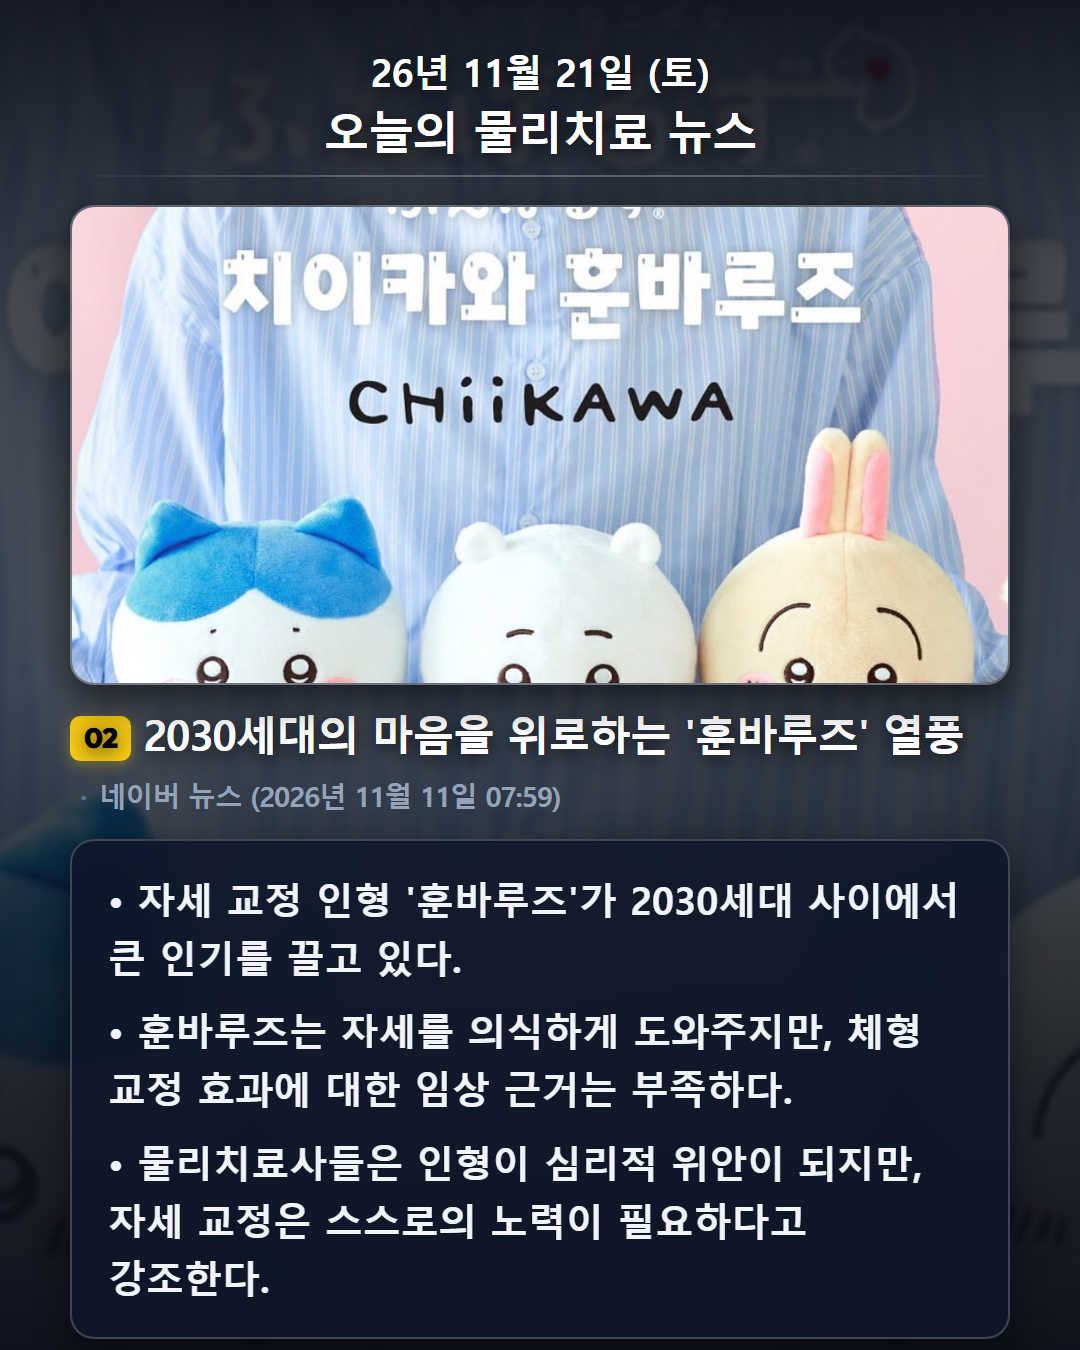 26년 11월 21일 (토)
오늘의 물리치료 뉴스
치이카와 훈바루즈
CHiiKAWA
02 2030세대의 마음을 위로하는 '훈바루즈' 열풍
· 네이버 뉴스 (2026년 11월 11일 07:59)
• 자세 교정 인형 '훈바루즈'가 2030세대 사이에서
큰 인기를 끌고 있다.
• 훈바루즈는 자세를 의식하게 도와주지만, 체형
교정 효과에 대한 임상 근거는 부족하다.
• 물리치료사들은 인형이 심리적 위안이 되지만,
자세 교정은 스스로의 노력이 필요하다고
강조한다.